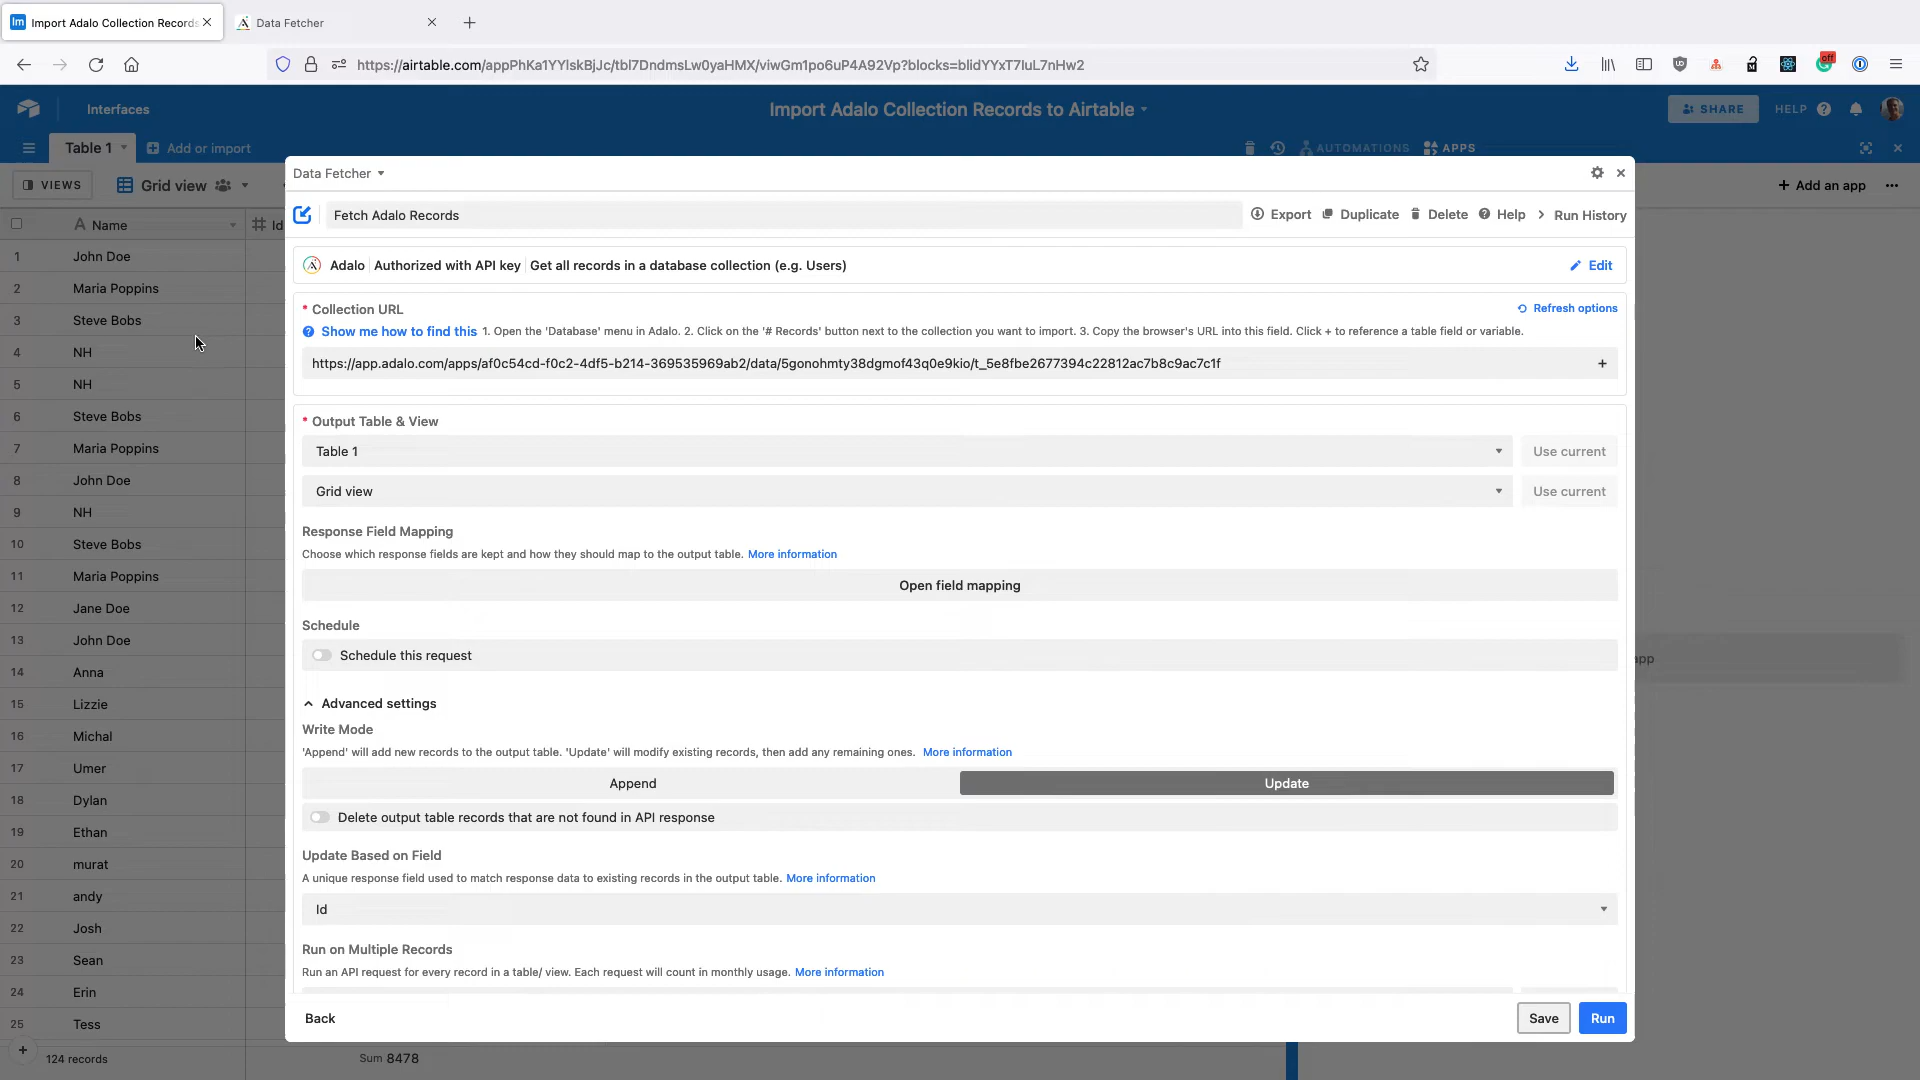 Im Import Adalo Collection Records
Data Fetcher
https://airtable.com/appPhKa1YYlskBjJc/tbl7DndmsLw0yaHMX/viwGm1po6uP4A92Vp?blocks=blidYYxT7luL7nHw2
off
Interfaces
Import Adalo Collection Records to Airtable
SHARE
HELP
Table 1
Add or import
AUTOMATIONS
APPS
VIEWS
Grid view
Add an app
Name
Id
1 John Doe
2 Maria Poppins
3 Steve Bobs
4 NH
5 NH
6 Steve Bobs
7 Maria Poppins
8 John Doe
9 NH
10 Steve Bobs
11 Maria Poppins
12 Jane Doe
13 John Doe
14 Anna
15 Lizzie
16 Michal
17 Umer
18 Dylan
19 Ethan
20 murat
21 andy
22 Josh
23 Sean
24 Erin
25 Tess
124 records
Sum 8478
app
Data Fetcher
Fetch Adalo Records
Export
Duplicate
Delete
Help
Run History
Adalo Authorized with API key Get all records in a database collection (e.g. Users)
Edit
* Collection URL
Refresh options
Show me how to find this 1. Open the 'Database' menu in Adalo. 2. Click on the '# Records' button next to the collection you want to import. 3. Copy the browser's URL into this field. Click + to reference a table field or variable.
https://app.adalo.com/apps/af0c54cd-f0c2-4df5-b214-369535969ab2/data/5gonohmty38dgmof43q0e9kio/t_5e8fbe2677394c22812ac7b8c9ac7c1f
+
* Output Table & View
Table 1
Use current
Grid view
Use current
Response Field Mapping
Choose which response fields are kept and how they should map to the output table. More information
Open field mapping
Schedule
Schedule this request
Advanced settings
Write Mode
'Append' will add new records to the output table. 'Update' will modify existing records, then add any remaining ones. More information
Append
Update
Delete output table records that are not found in API response
Update Based on Field
A unique response field used to match response data to existing records in the output table. More information
Id
Run on Multiple Records
Run an API request for every record in a table/ view. Each request will count in monthly usage. More information
Back
Save
Run